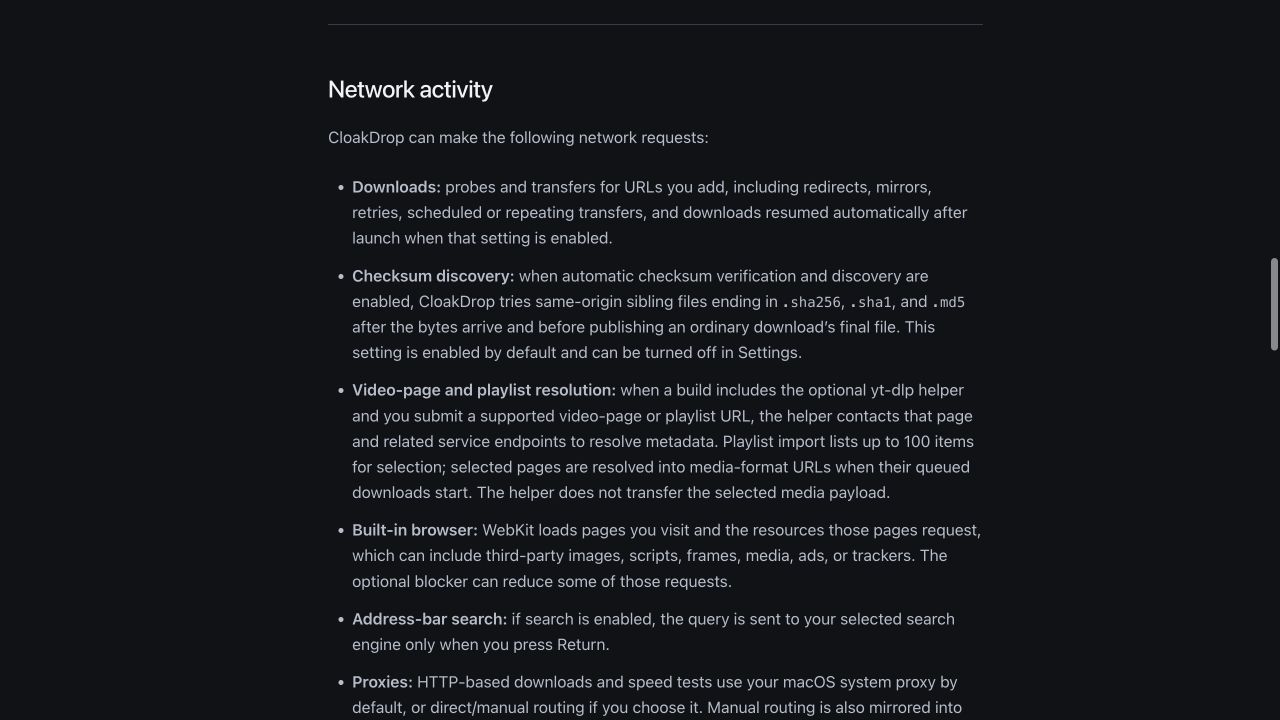 Network activity
CloakDrop can make the following network requests:
• Downloads: probes and transfers for URLs you add, including redirects, mirrors,
retries, scheduled or repeating transfers, and downloads resumed automatically after
launch when that setting is enabled.
• Checksum discovery: when automatic checksum verification and discovery are
enabled, CloakDrop tries same-origin sibling files ending in .sha256, .sha1, and .md5
after the bytes arrive and before publishing an ordinary download’s final file. This
setting is enabled by default and can be turned off in Settings.
• Video-page and playlist resolution: when a build includes the optional yt-dlp helper
and you submit a supported video-page or playlist URL, the helper contacts that page
and related service endpoints to resolve metadata. Playlist import lists up to 100 items
for selection; selected pages are resolved into media-format URLs when their queued
downloads start. The helper does not transfer the selected media payload.
• Built-in browser: WebKit loads pages you visit and the resources those pages request,
which can include third-party images, scripts, frames, media, ads, or trackers. The
optional blocker can reduce some of those requests.
• Address-bar search: if search is enabled, the query is sent to your selected search
engine only when you press Return.
• Proxies: HTTP-based downloads and speed tests use your macOS system proxy by
default, or direct/manual routing if you choose it. Manual routing is also mirrored into